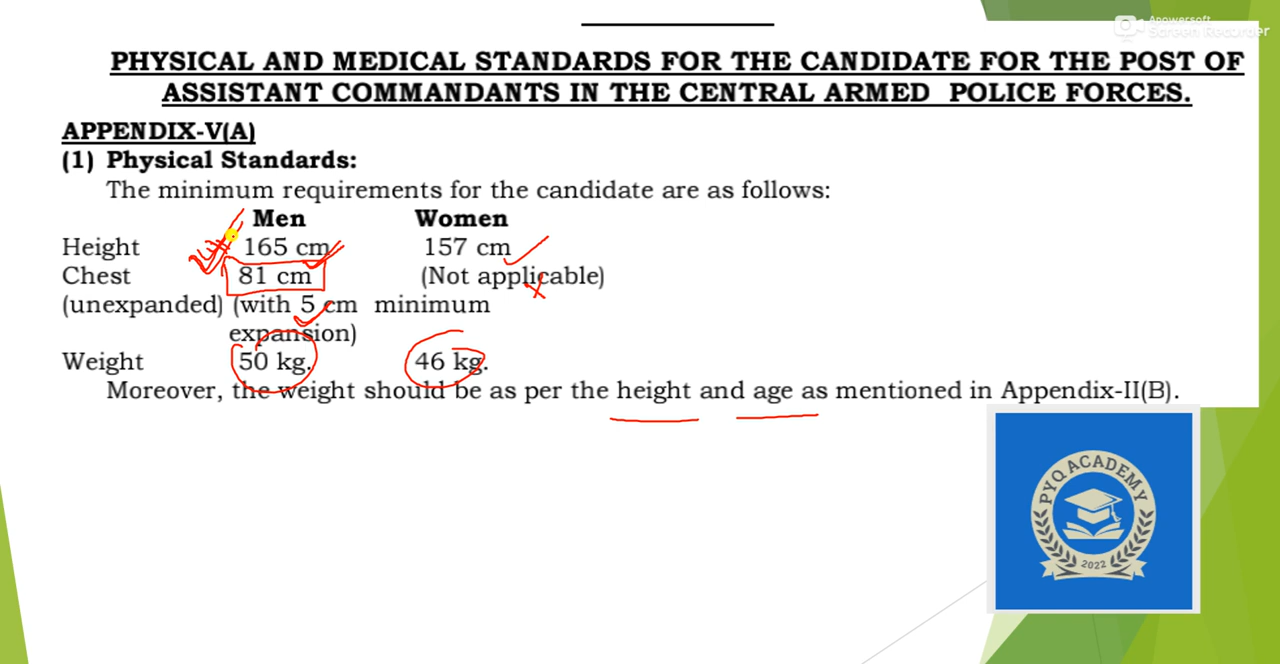 Apowersoft
Screen Recorder
PHYSICAL AND MEDICAL STANDARDS FOR THE CANDIDATE FOR THE POST OF
ASSISTANT COMMANDANTS IN THE CENTRAL ARMED POLICE FORCES.
APPENDIX-V(A)
(1) Physical Standards:
The minimum requirements for the candidate are as follows:
Men Women
Height 165 cm 157 cm
Chest 81 cm (Not applicable)
(unexpanded) (with 5 cm minimum
expansion)
Weight 50 kg. 46 kg.
Moreover, the weight should be as per the height and age as mentioned in Appendix-II(B).
PYQ ACADEMY
2022